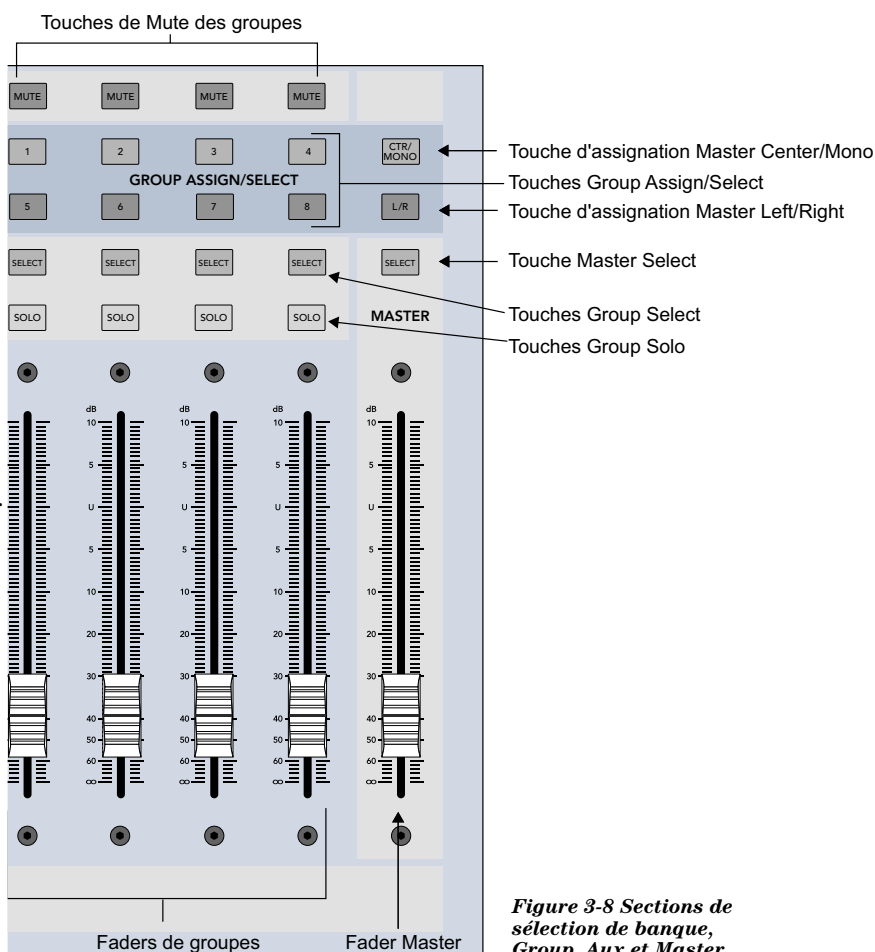 Touches de Mute des groupes
MUTE MUTE MUTE MUTE
1 2 3 4 CTR/
MONO
Touche d'assignation Master Center/Mono
GROUP ASSIGN/SELECT
Touches Group Assign/Select
5 6 7 8 L/R
Touche d'assignation Master Left/Right
SELECT SELECT SELECT SELECT SELECT
Touche Master Select
SOLO SOLO SOLO SOLO MASTER
Touches Group Select
Touches Group Solo
dB dB dB dB
10 10 10 10
5 5 5 5
U U U U
5 5 5 5
10 10 10 10
20 20 20 20
30 30 30 30
40 40 40 40
50 50 50 50
60 60 60 60
∞ ∞ ∞ ∞
Faders de groupes
Fader Master
Figure 3-8 Sections de
sélection de banque,
Group, Aux et Master